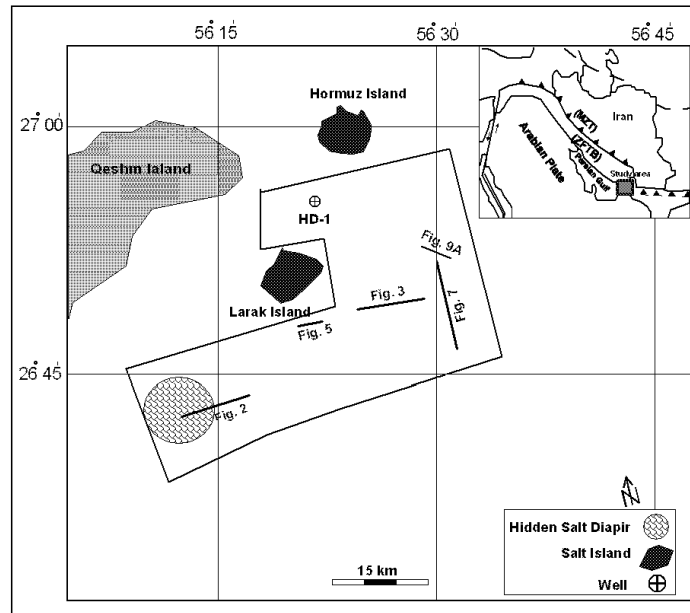 56° 15
56° 30
56° 45
27° 00
26° 45
Hormuz Island
Qeshm Ialand
HD-1
Larak Island
Fig. 9A
Fig. 7
Fig. 3
Fig. 5
Fig. 2
(MZT)
Iran
(ZFTB)
Arabian Plate
Persian Gulf
Study area
N
Hidden Salt Diapir
Salt Island
Well
15 km